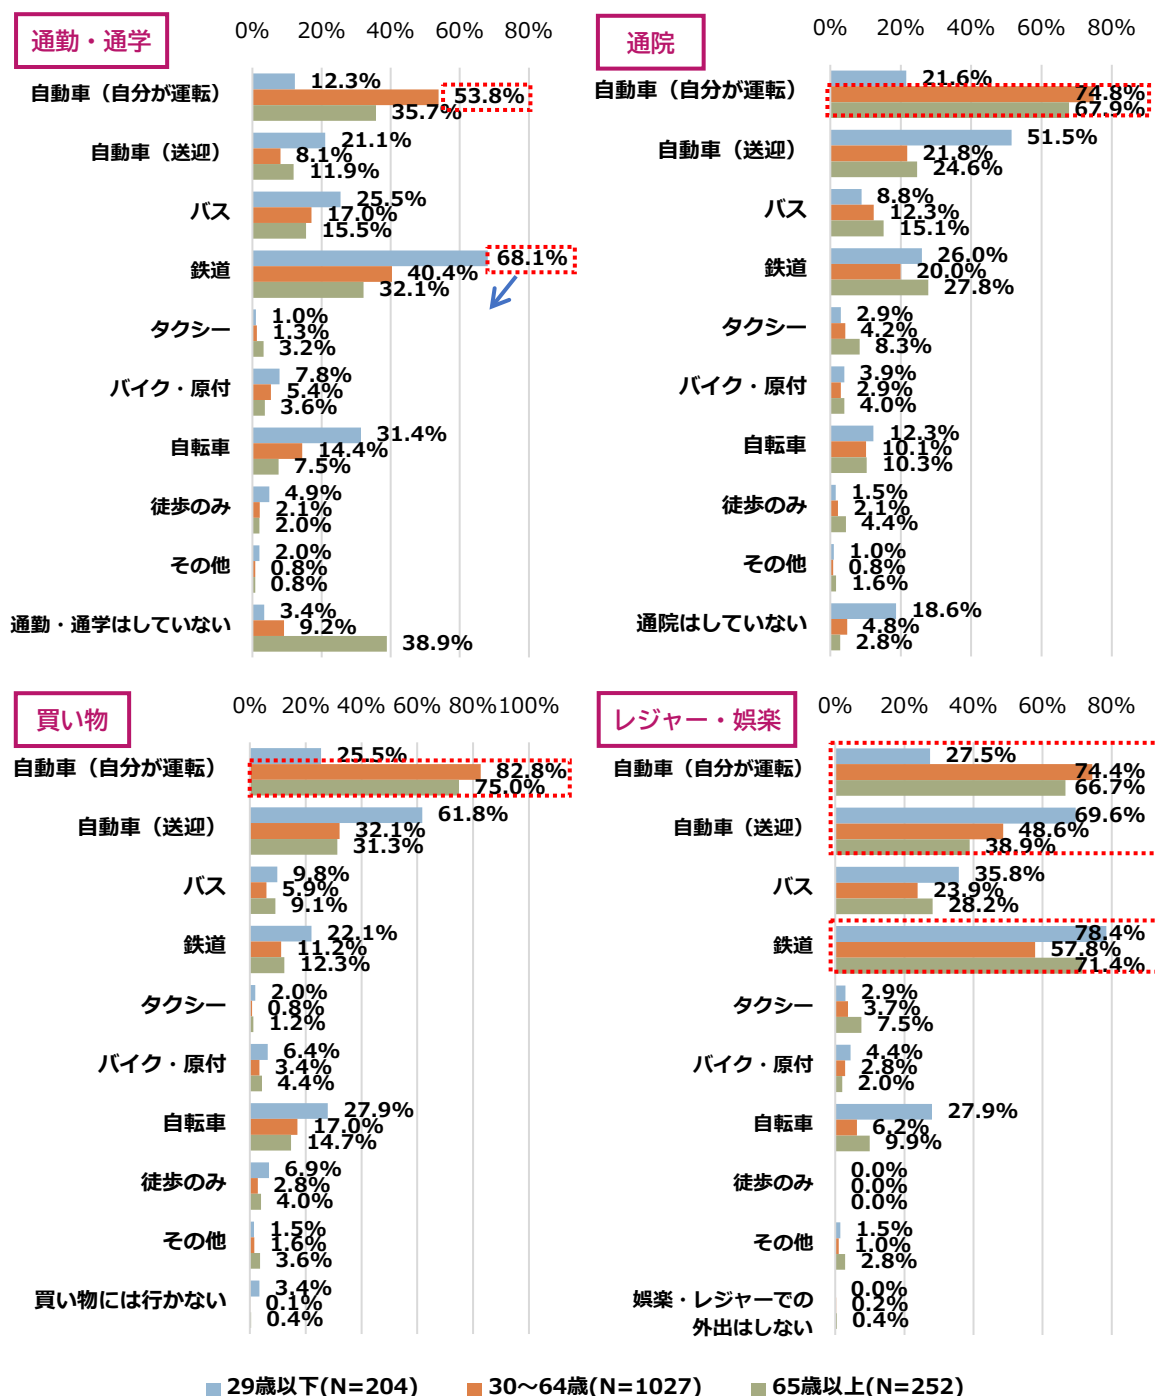 通勤・通学
0% 20% 40% 60% 80%
自動車（自分が運転）
12.3%
53.8%
35.7%
自動車（送迎）
21.1%
8.1%
11.9%
バス
25.5%
17.0%
15.5%
鉄道
68.1%
40.4%
32.1%
タクシー
1.0%
1.3%
3.2%
バイク・原付
7.8%
5.4%
3.6%
自転車
31.4%
14.4%
7.5%
徒歩のみ
4.9%
2.1%
2.0%
その他
2.0%
0.8%
0.8%
通勤・通学はしていない
3.4%
9.2%
38.9%
通院
0% 20% 40% 60% 80%
自動車（自分が運転）
21.6%
74.8%
67.9%
自動車（送迎）
51.5%
21.8%
24.6%
バス
8.8%
12.3%
15.1%
鉄道
26.0%
20.0%
27.8%
タクシー
2.9%
4.2%
8.3%
バイク・原付
3.9%
2.9%
4.0%
自転車
12.3%
10.1%
10.3%
徒歩のみ
1.5%
2.1%
4.4%
その他
1.0%
0.8%
1.6%
通院はしていない
18.6%
4.8%
2.8%
買い物
0% 20% 40% 60% 80% 100%
自動車（自分が運転）
25.5%
82.8%
75.0%
自動車（送迎）
61.8%
32.1%
31.3%
バス
9.8%
5.9%
9.1%
鉄道
22.1%
11.2%
12.3%
タクシー
2.0%
0.8%
1.2%
バイク・原付
6.4%
3.4%
4.4%
自転車
27.9%
17.0%
14.7%
徒歩のみ
6.9%
2.8%
4.0%
その他
1.5%
1.6%
3.6%
買い物には行かない
3.4%
0.1%
0.4%
レジャー・娯楽
0% 20% 40% 60% 80%
自動車（自分が運転）
27.5%
74.4%
66.7%
自動車（送迎）
69.6%
48.6%
38.9%
バス
35.8%
23.9%
28.2%
鉄道
78.4%
57.8%
71.4%
タクシー
2.9%
3.7%
7.5%
バイク・原付
4.4%
2.8%
2.0%
自転車
27.9%
6.2%
9.9%
徒歩のみ
0.0%
0.0%
0.0%
その他
1.5%
1.0%
2.8%
娯楽・レジャーでの
外出はしない
0.0%
0.2%
0.4%
29歳以下(N=204) 30～64歳(N=1027) 65歳以上(N=252)